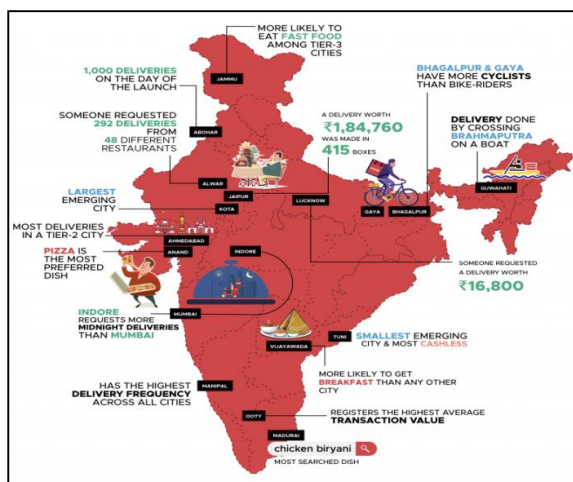 MORE LIKELY TO
EAT FAST FOOD
AMONG TIER-3
CITIES
JAMMU
1,000 DELIVERIES
ON THE DAY OF
THE LAUNCH
ABOHAR
BHAGALPUR & GAYA
HAVE MORE CYCLISTS
THAN BIKE-RIDERS
SOMEONE REQUESTED
292 DELIVERIES
FROM
48 DIFFERENT
RESTAURANTS
ALWAR
A DELIVERY WORTH
₹1,84,760
WAS MADE IN
415 BOXES
DELIVERY DONE
BY CROSSING
BRAHMAPUTRA
ON A BOAT
GUWAHATI
JAIPUR
LUCKNOW
GAYA
BHAGALPUR
LARGEST
EMERGING
CITY
KOTA
MOST DELIVERIES
IN A TIER-2 CITY
AHMEDABAD
PIZZA IS
THE MOST
PREFERRED
DISH
ANAND
INDORE
SOMEONE REQUESTED
A DELIVERY WORTH
₹16,800
INDORE
REQUESTS MORE
MIDNIGHT DELIVERIES
THAN MUMBAI
MUMBAI
TUNI
SMALLEST EMERGING
CITY & MOST CASHLESS
VIJAYAWADA
MORE LIKELY TO GET
BREAKFAST THAN ANY OTHER
CITY
HAS THE HIGHEST
DELIVERY FREQUENCY
ACROSS ALL CITIES
MANIPAL
OOTY
REGISTERS THE HIGHEST AVERAGE
TRANSACTION VALUE
MADURAI
chicken biryani
MOST SEARCHED DISH